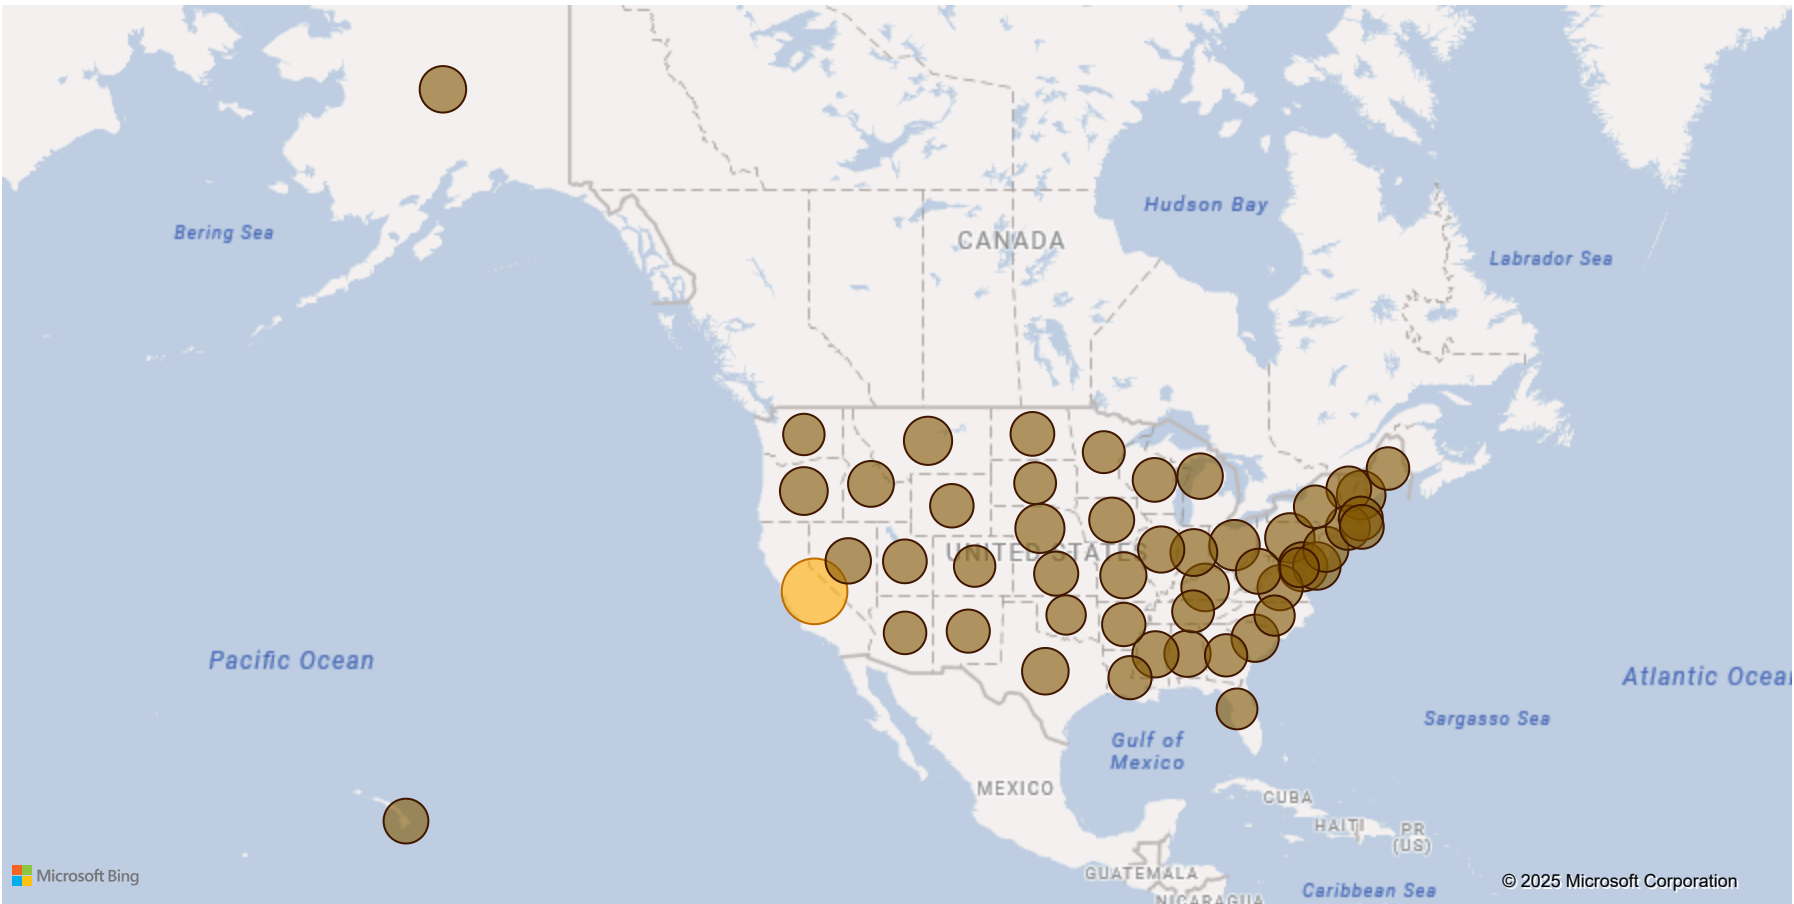 Hudson Bay
Bering Sea
CANADA
Labrador Sea
UNITED STATES
Pacific Ocean
Atlantic Ocea
Sargasso Sea
Gulf of
Mexico
MEXICO
CUBA
HAITI
PR
(US)
GUATEMALA
Microsoft Bing
© 2025 Microsoft Corporation
Caribbean Sea
NICARAGUA